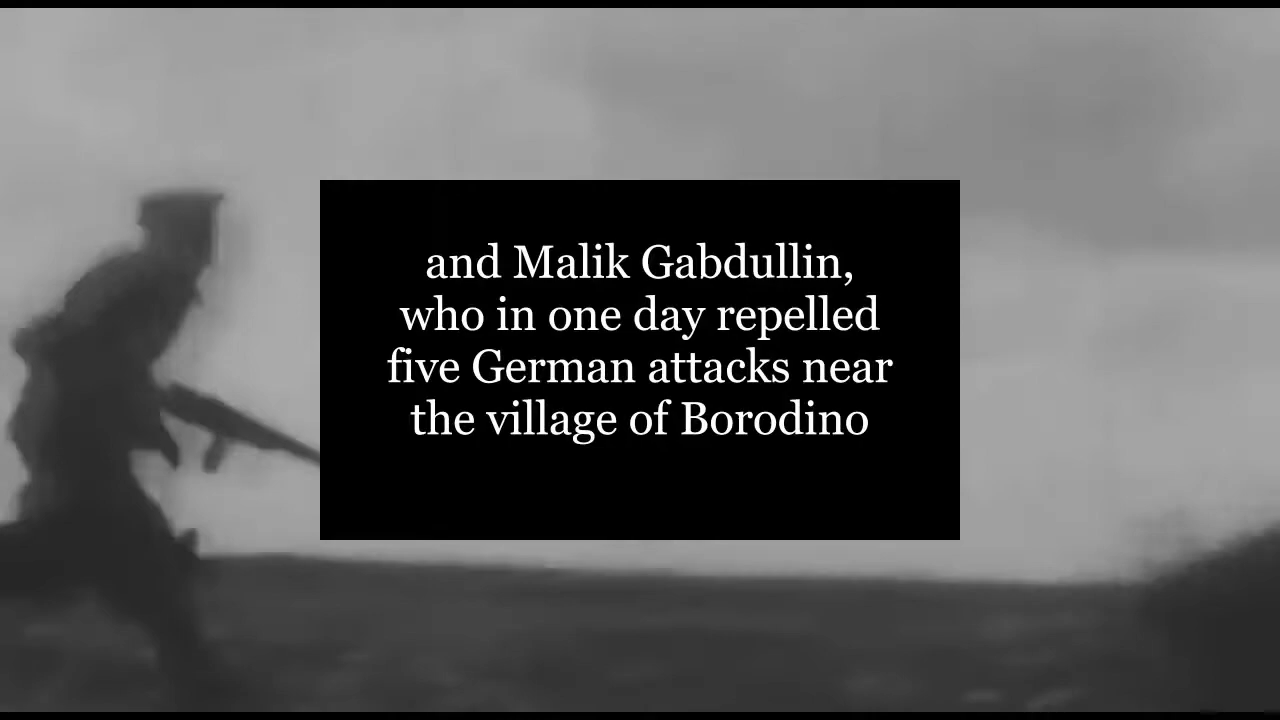 and Malik Gabdullin,
who in one day repelled
five German attacks near
the village of Borodino